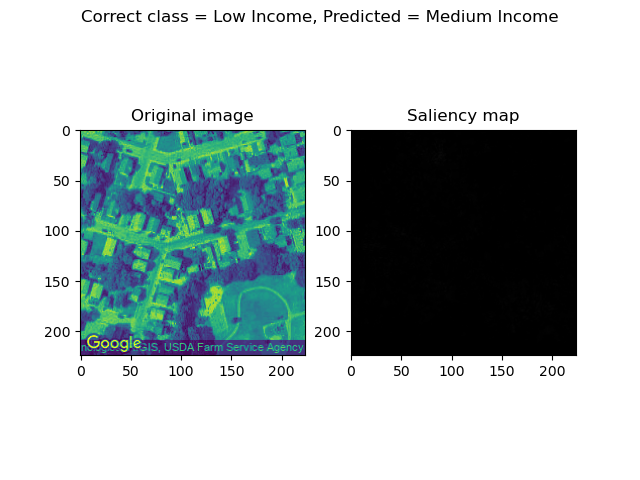 Correct class = Low Income, Predicted = Medium Income
Original image
Saliency map
0
50
100
150
200
0
50
100
150
200
Google
GIS, USDA Farm Service Agency
0 50 100 150 200
0 50 100 150 200